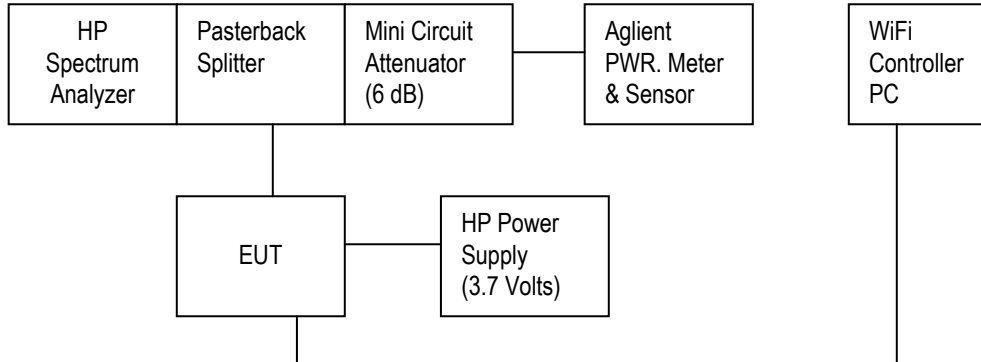 HP
Spectrum
Analyzer
Pasterback
Splitter
Mini Circuit
Attenuator
(6 dB)
Aglient
PWR. Meter
& Sensor
WiFi
Controller
PC
EUT
HP Power
Supply
(3.7 Volts)